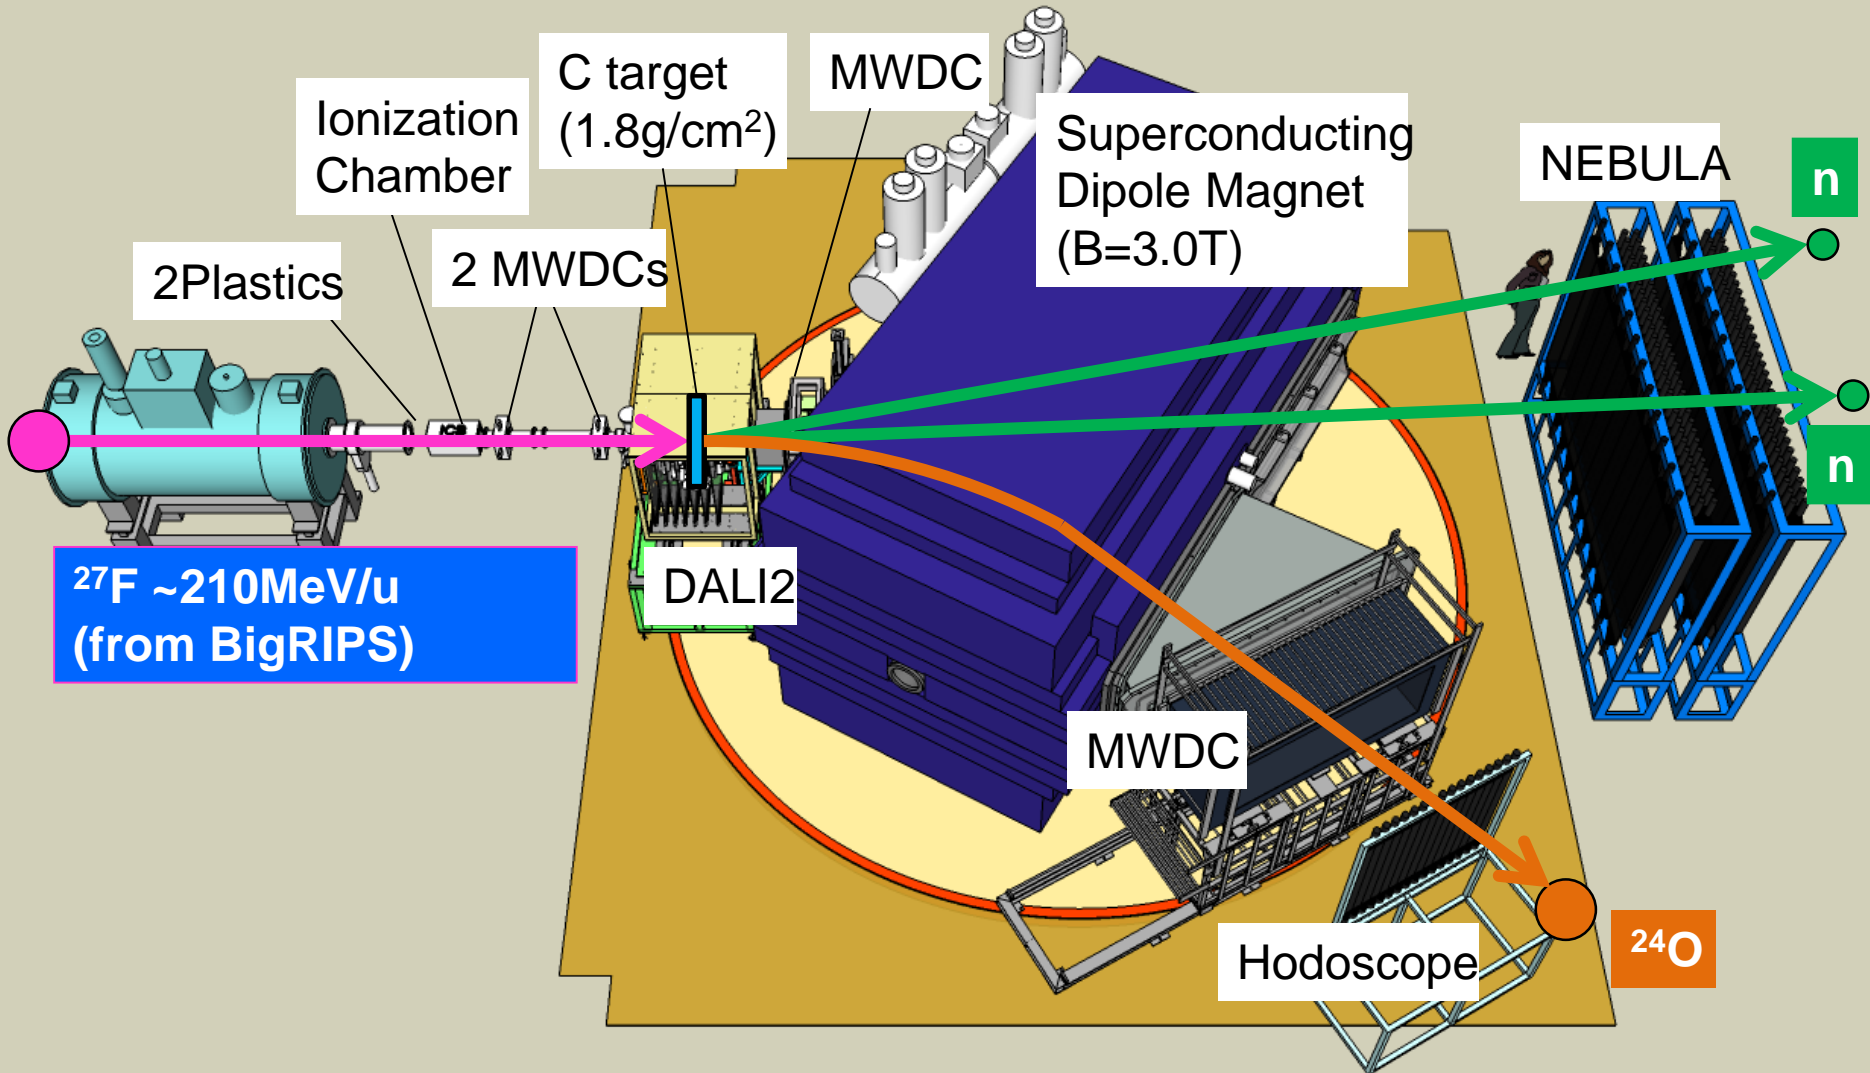 C target
(1.8g/cm²)
MWDC
Ionization
Chamber
Superconducting
Dipole Magnet
(B=3.0T)
NEBULA
n
2Plastics
2 MWDCs
ICB
n
²⁷F ~210MeV/u
(from BigRIPS)
DALI2
MWDC
Hodoscope
²⁴O